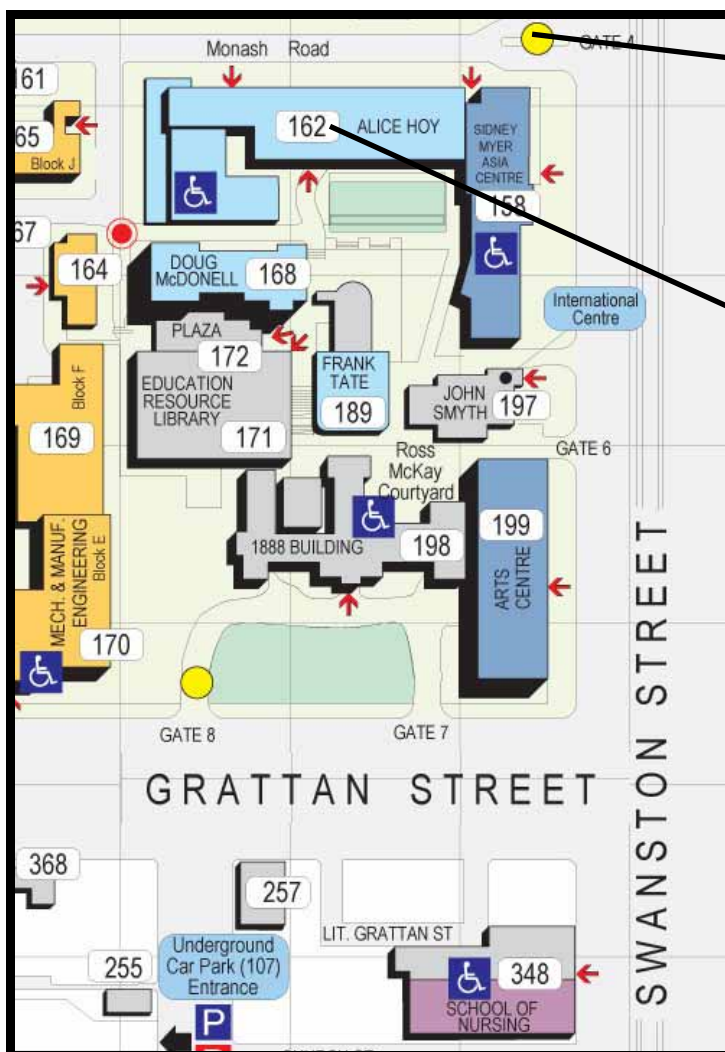 GATE 4
Monash Road
161
162
ALICE HOY
SIDNEY
MYER
ASIA
CENTRE
158
65
Block J
67
164
DOUG
McDONELL
168
International
Centre
PLAZA
172
FRANK
TATE
189
EDUCATION
RESOURCE
LIBRARY
171
JOHN
SMYTH
197
Block F
169
GATE 6
Ross
McKay
Courtyard
199
ARTS
CENTRE
1888 BUILDING
198
MECH. & MANUF.
ENGINEERING
Block E
170
GATE 8
GATE 7
GRATTAN STREET
SWANSTON STREET
368
257
LIT. GRATTAN ST
Underground
Car Park (107)
Entrance
255
348
SCHOOL OF
NURSING
P